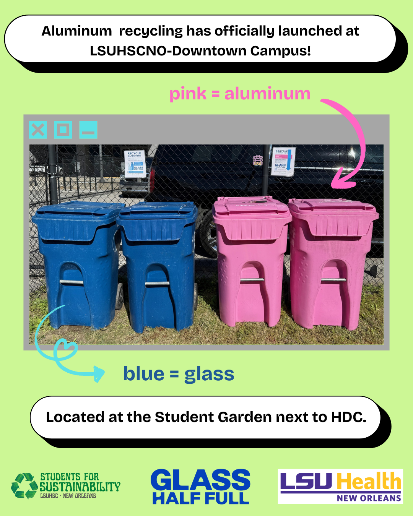 Aluminum recycling has officially launched at
LSUHSCNO-Downtown Campus!
pink = aluminum
blue = glass
Located at the Student Garden next to HDC.
STUDENTS FOR
SUSTAINABILITY
LSUHSC - NEW ORLEANS
GLASS
HALF FULL
LSU Health
NEW ORLEANS